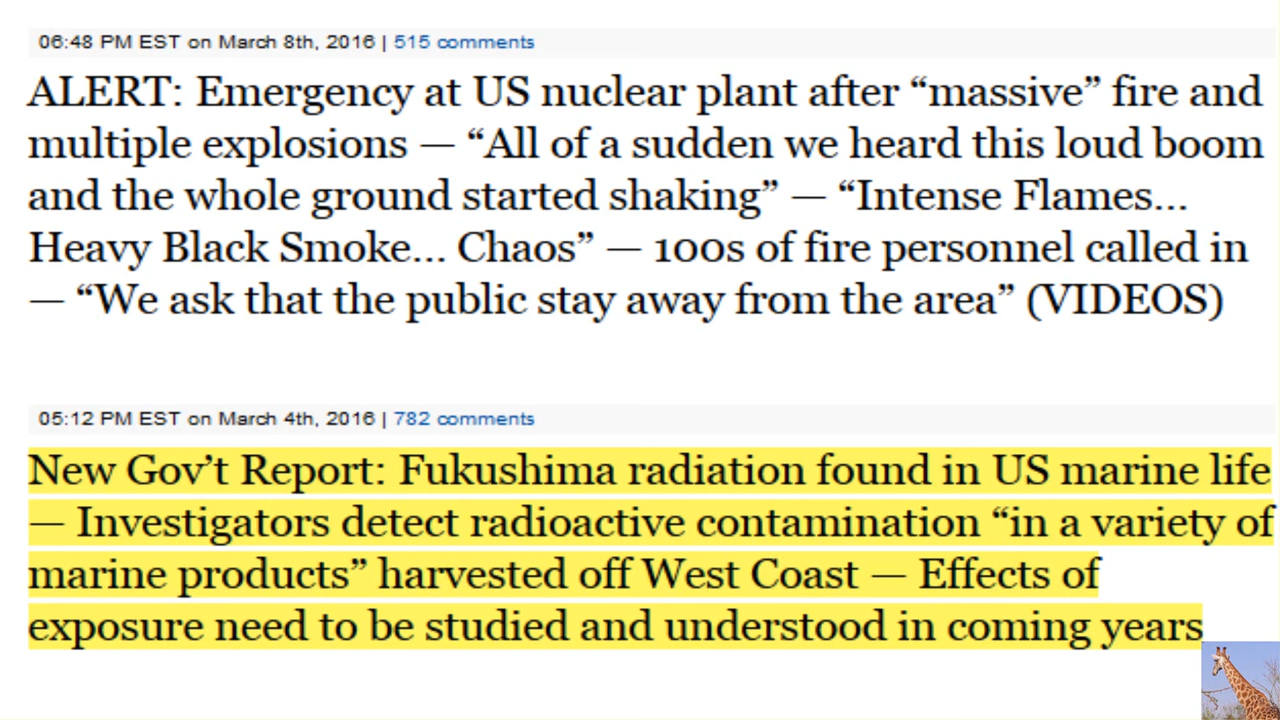 06:48 PM EST on March 8th, 2016 | 515 comments
ALERT: Emergency at US nuclear plant after “massive” fire and
multiple explosions — “All of a sudden we heard this loud boom
and the whole ground started shaking” — “Intense Flames...
Heavy Black Smoke... Chaos” — 100s of fire personnel called in
— “We ask that the public stay away from the area” (VIDEOS)
05:12 PM EST on March 4th, 2016 | 782 comments
New Gov’t Report: Fukushima radiation found in US marine life
— Investigators detect radioactive contamination “in a variety of
marine products” harvested off West Coast — Effects of
exposure need to be studied and understood in coming years